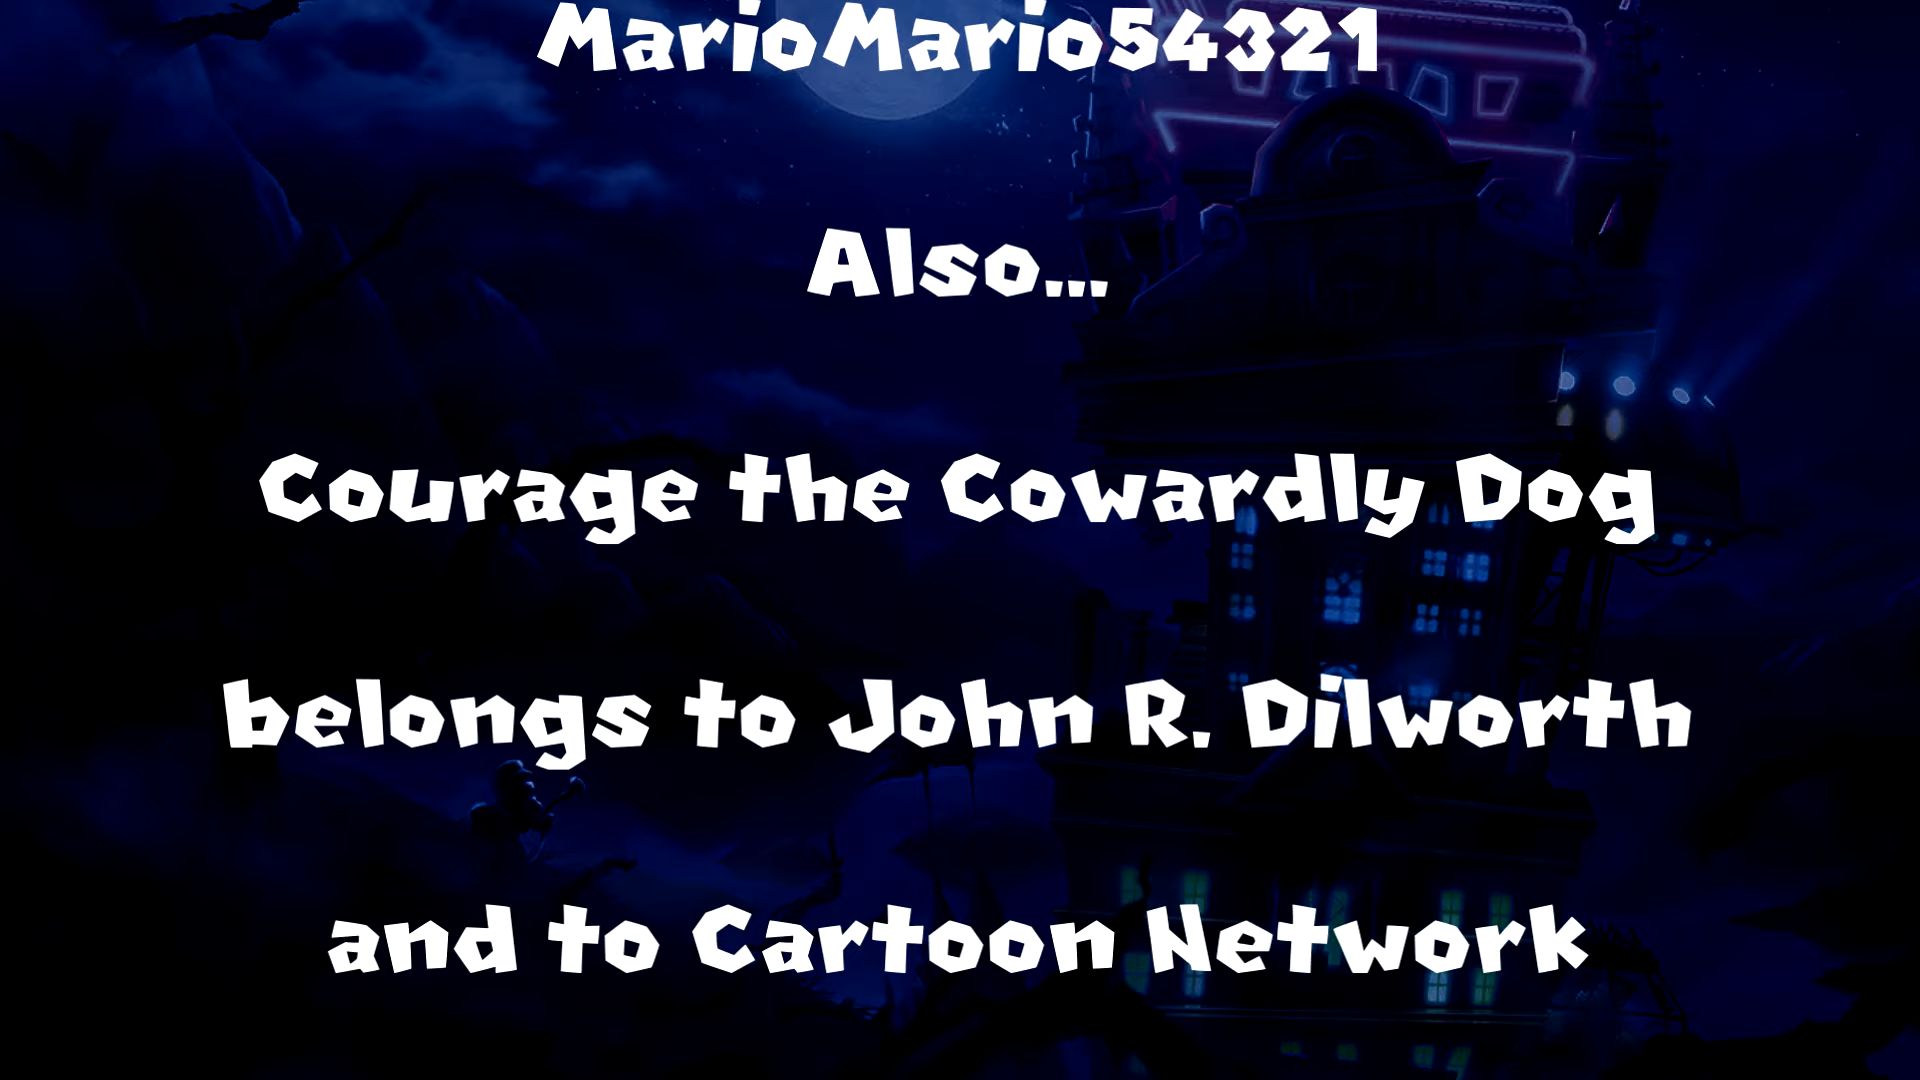 MarioMario54321
Also...
Courage the Cowardly Dog
belongs to John R. Dilworth
and to Cartoon Network